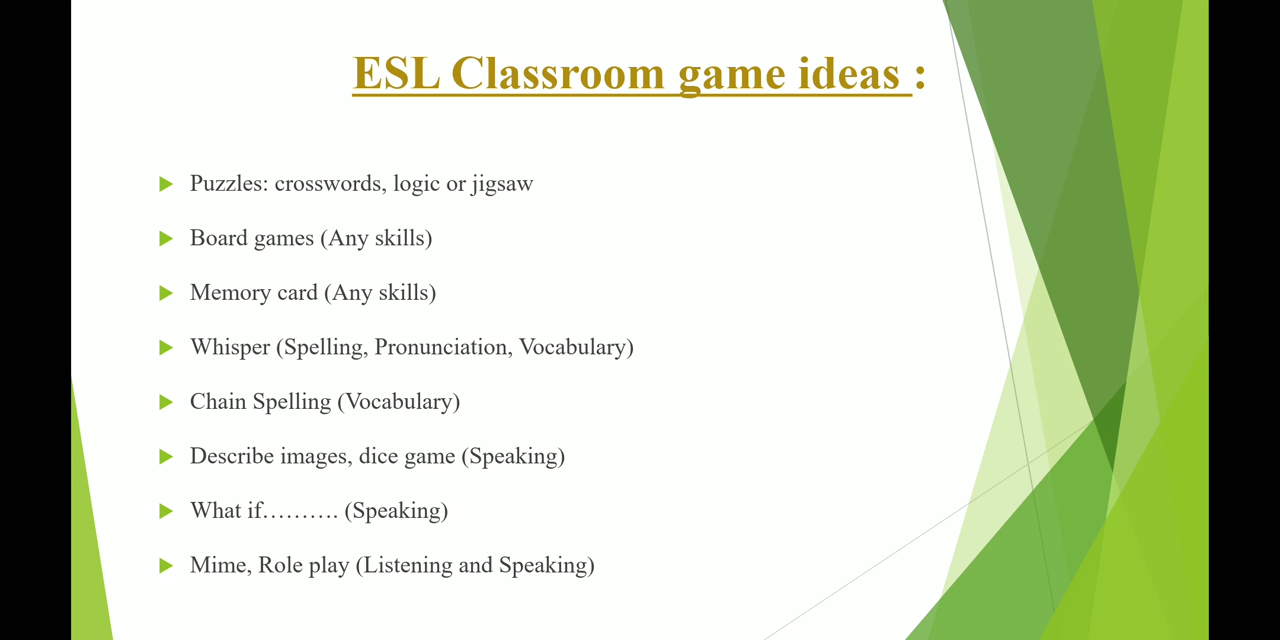 ESL Classroom game ideas :
Puzzles: crosswords, logic or jigsaw
Board games (Any skills)
Memory card (Any skills)
Whisper (Spelling, Pronunciation, Vocabulary)
Chain Spelling (Vocabulary)
Describe images, dice game (Speaking)
What if………. (Speaking)
Mime, Role play (Listening and Speaking)